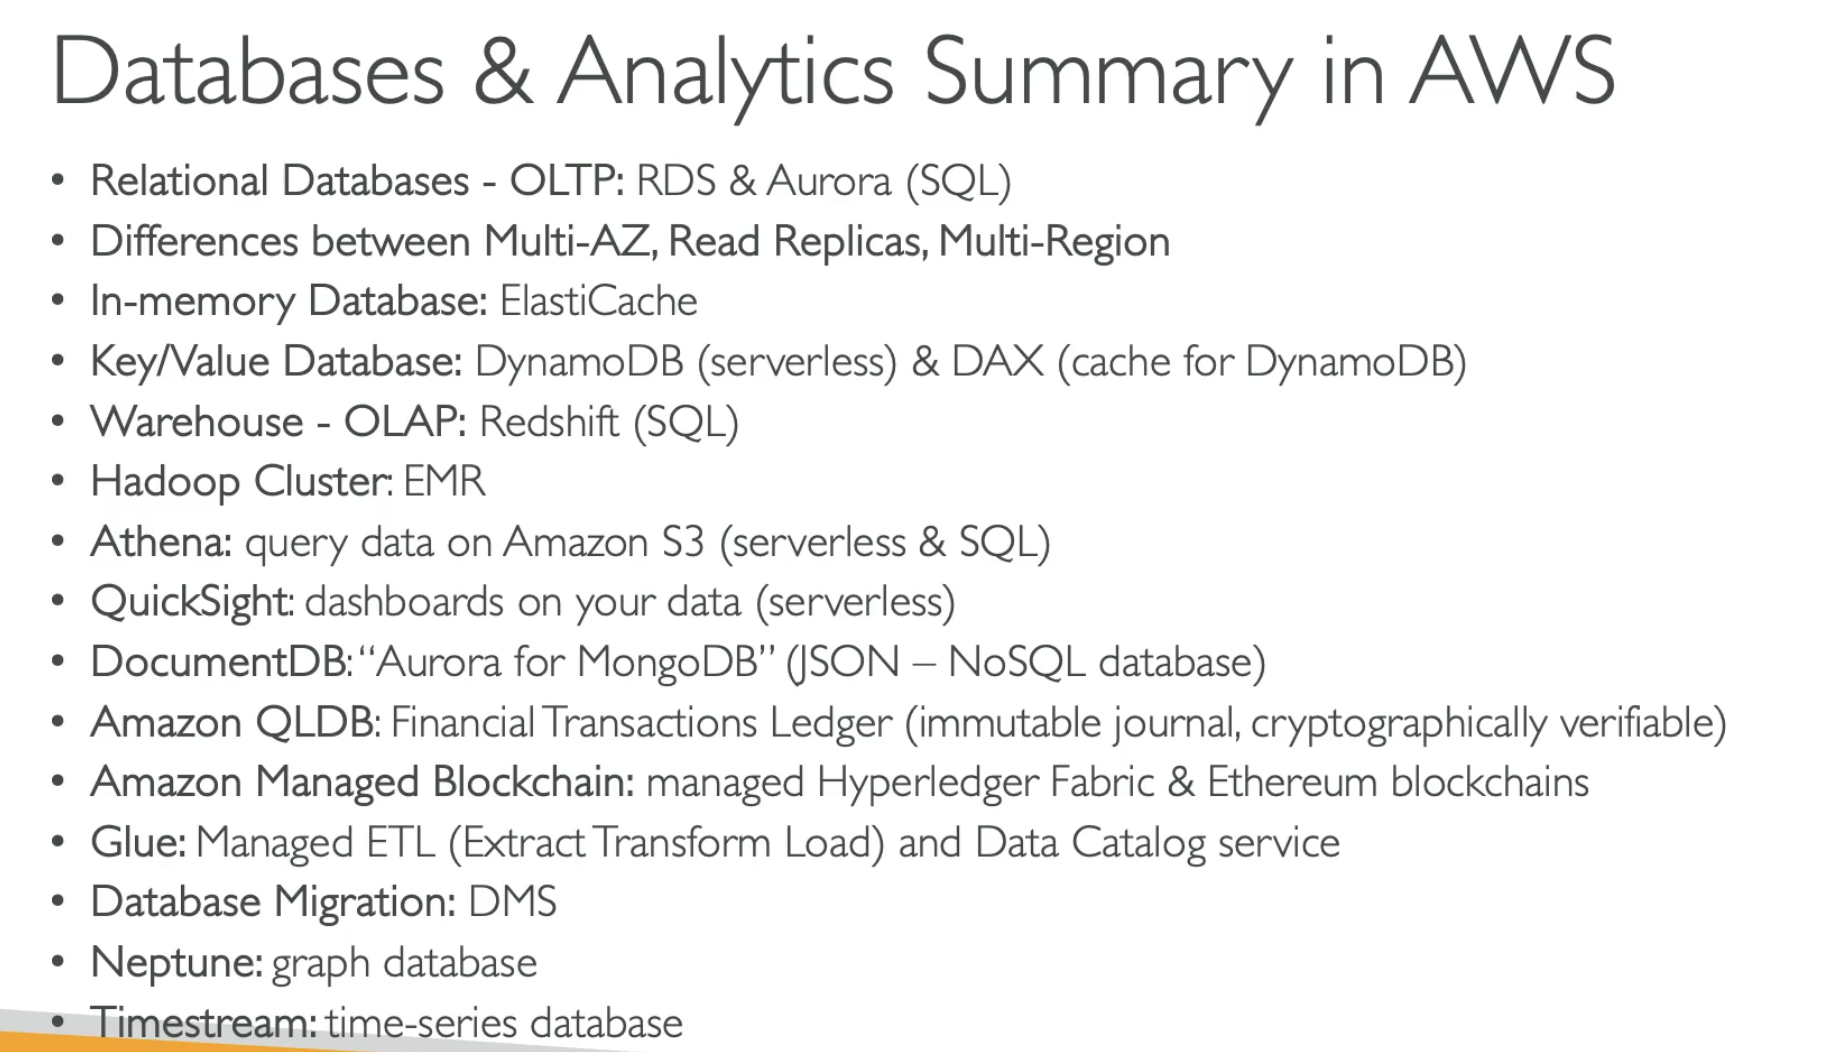 Databases & Analytics Summary in AWS
• Relational Databases - OLTP: RDS & Aurora (SQL)
• Differences between Multi-AZ, Read Replicas, Multi-Region
• In-memory Database: ElastiCache
• Key/Value Database: DynamoDB (serverless) & DAX (cache for DynamoDB)
• Warehouse - OLAP: Redshift (SQL)
• Hadoop Cluster: EMR
• Athena: query data on Amazon S3 (serverless & SQL)
• QuickSight: dashboards on your data (serverless)
• DocumentDB: “Aurora for MongoDB” (JSON – NoSQL database)
• Amazon QLDB: Financial Transactions Ledger (immutable journal, cryptographically verifiable)
• Amazon Managed Blockchain: managed Hyperledger Fabric & Ethereum blockchains
• Glue: Managed ETL (Extract Transform Load) and Data Catalog service
• Database Migration: DMS
• Neptune: graph database
• Timestream: time-series database